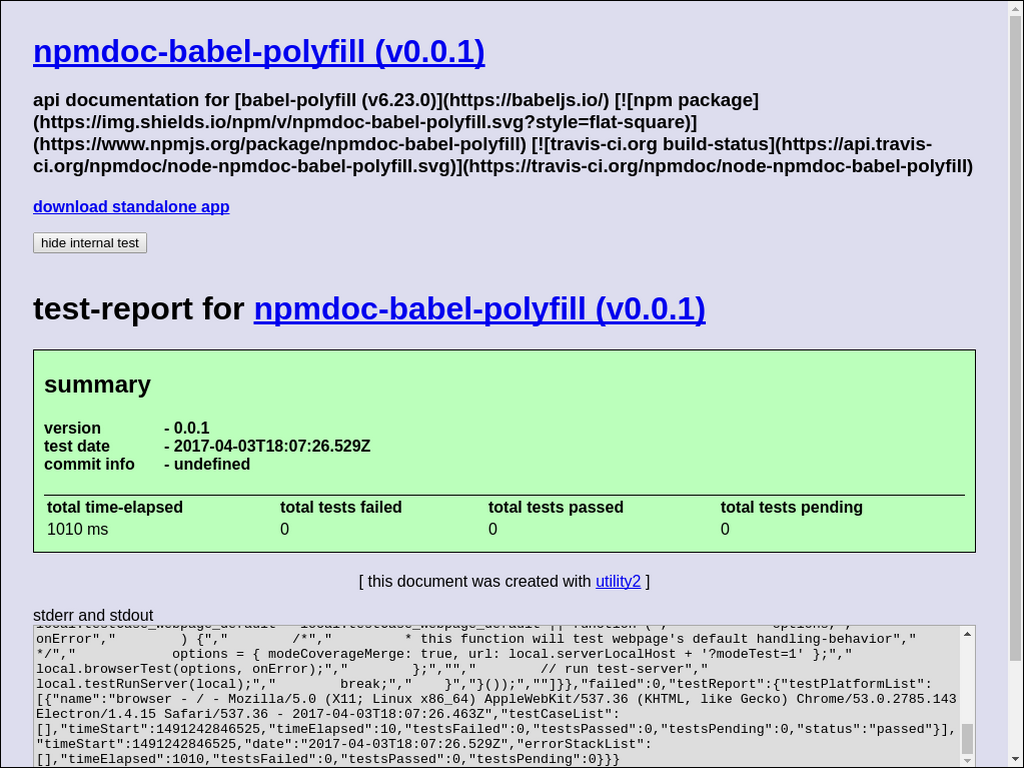 npmdoc-babel-polyfill (v0.0.1)
api documentation for [babel-polyfill (v6.23.0)](https://babeljs.io/) [![npm package]
(https://img.shields.io/npm/v/npmdoc-babel-polyfill.svg?style=flat-square)]
(https://www.npmjs.org/package/npmdoc-babel-polyfill) [![travis-ci.org build-status](https://api.travis-
ci.org/npmdoc/node-npmdoc-babel-polyfill.svg)](https://travis-ci.org/npmdoc/node-npmdoc-babel-polyfill)
download standalone app
hide internal test
test-report for npmdoc-babel-polyfill (v0.0.1)
summary
version - 0.0.1
test date - 2017-04-03T18:07:26.529Z
commit info - undefined
total time-elapsed total tests failed total tests passed total tests pending
1010 ms 0 0 0
[ this document was created with utility2 ]
stderr and stdout
local.testCase_webpage_default = local.testCase_webpage_default || function (","            options,","
onError","        ) {","        /*","         * this function will test webpage's default handling-behavior","
*/","            options = { modeCoverageMerge: true, url: local.serverLocalHost + '?modeTest=1' };","
local.browserTest(options, onError);","        };","","        // run test-server","
local.testRunServer(local);","        break;","    }","}());",""]}},"failed":0,"testReport":{"testPlatformList":
[{"name":"browser - / - Mozilla/5.0 (X11; Linux x86_64) AppleWebKit/537.36 (KHTML, like Gecko) Chrome/53.0.2785.143
Electron/1.4.15 Safari/537.36 - 2017-04-03T18:07:26.463Z","testCaseList":
[],"timeStart":1491242846525,"timeElapsed":10,"testsFailed":0,"testsPassed":0,"testsPending":0,"status":"passed"}],
"timeStart":1491242846525,"date":"2017-04-03T18:07:26.529Z","errorStackList":
[],"timeElapsed":1010,"testsFailed":0,"testsPassed":0,"testsPending":0}}}